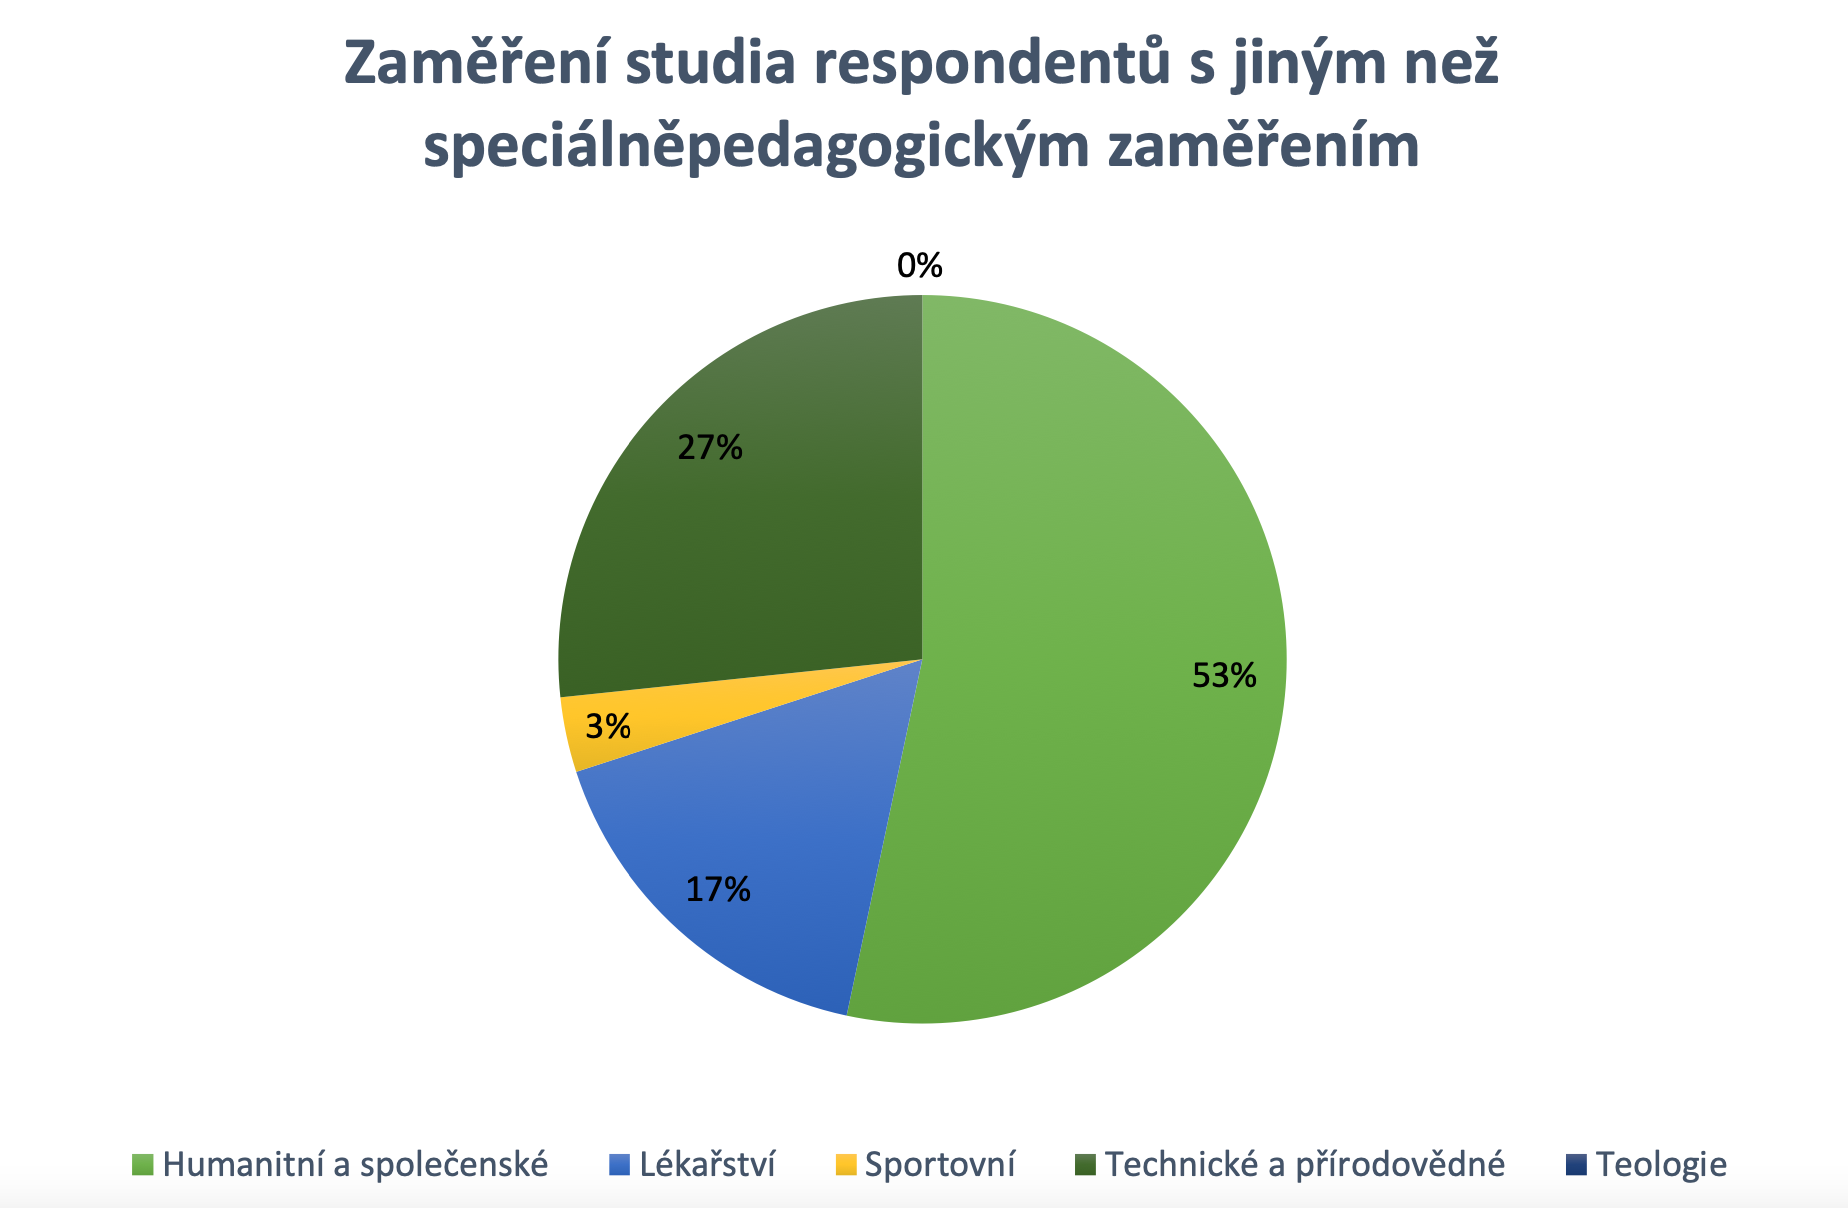 Zaměření studia respondentů s jiným než
speciálněpedagogickým zaměřením
0%
27%
53%
3%
17%
Humanitní a společenské
Lékařství
Sportovní
Technické a přírodovědné
Teologie